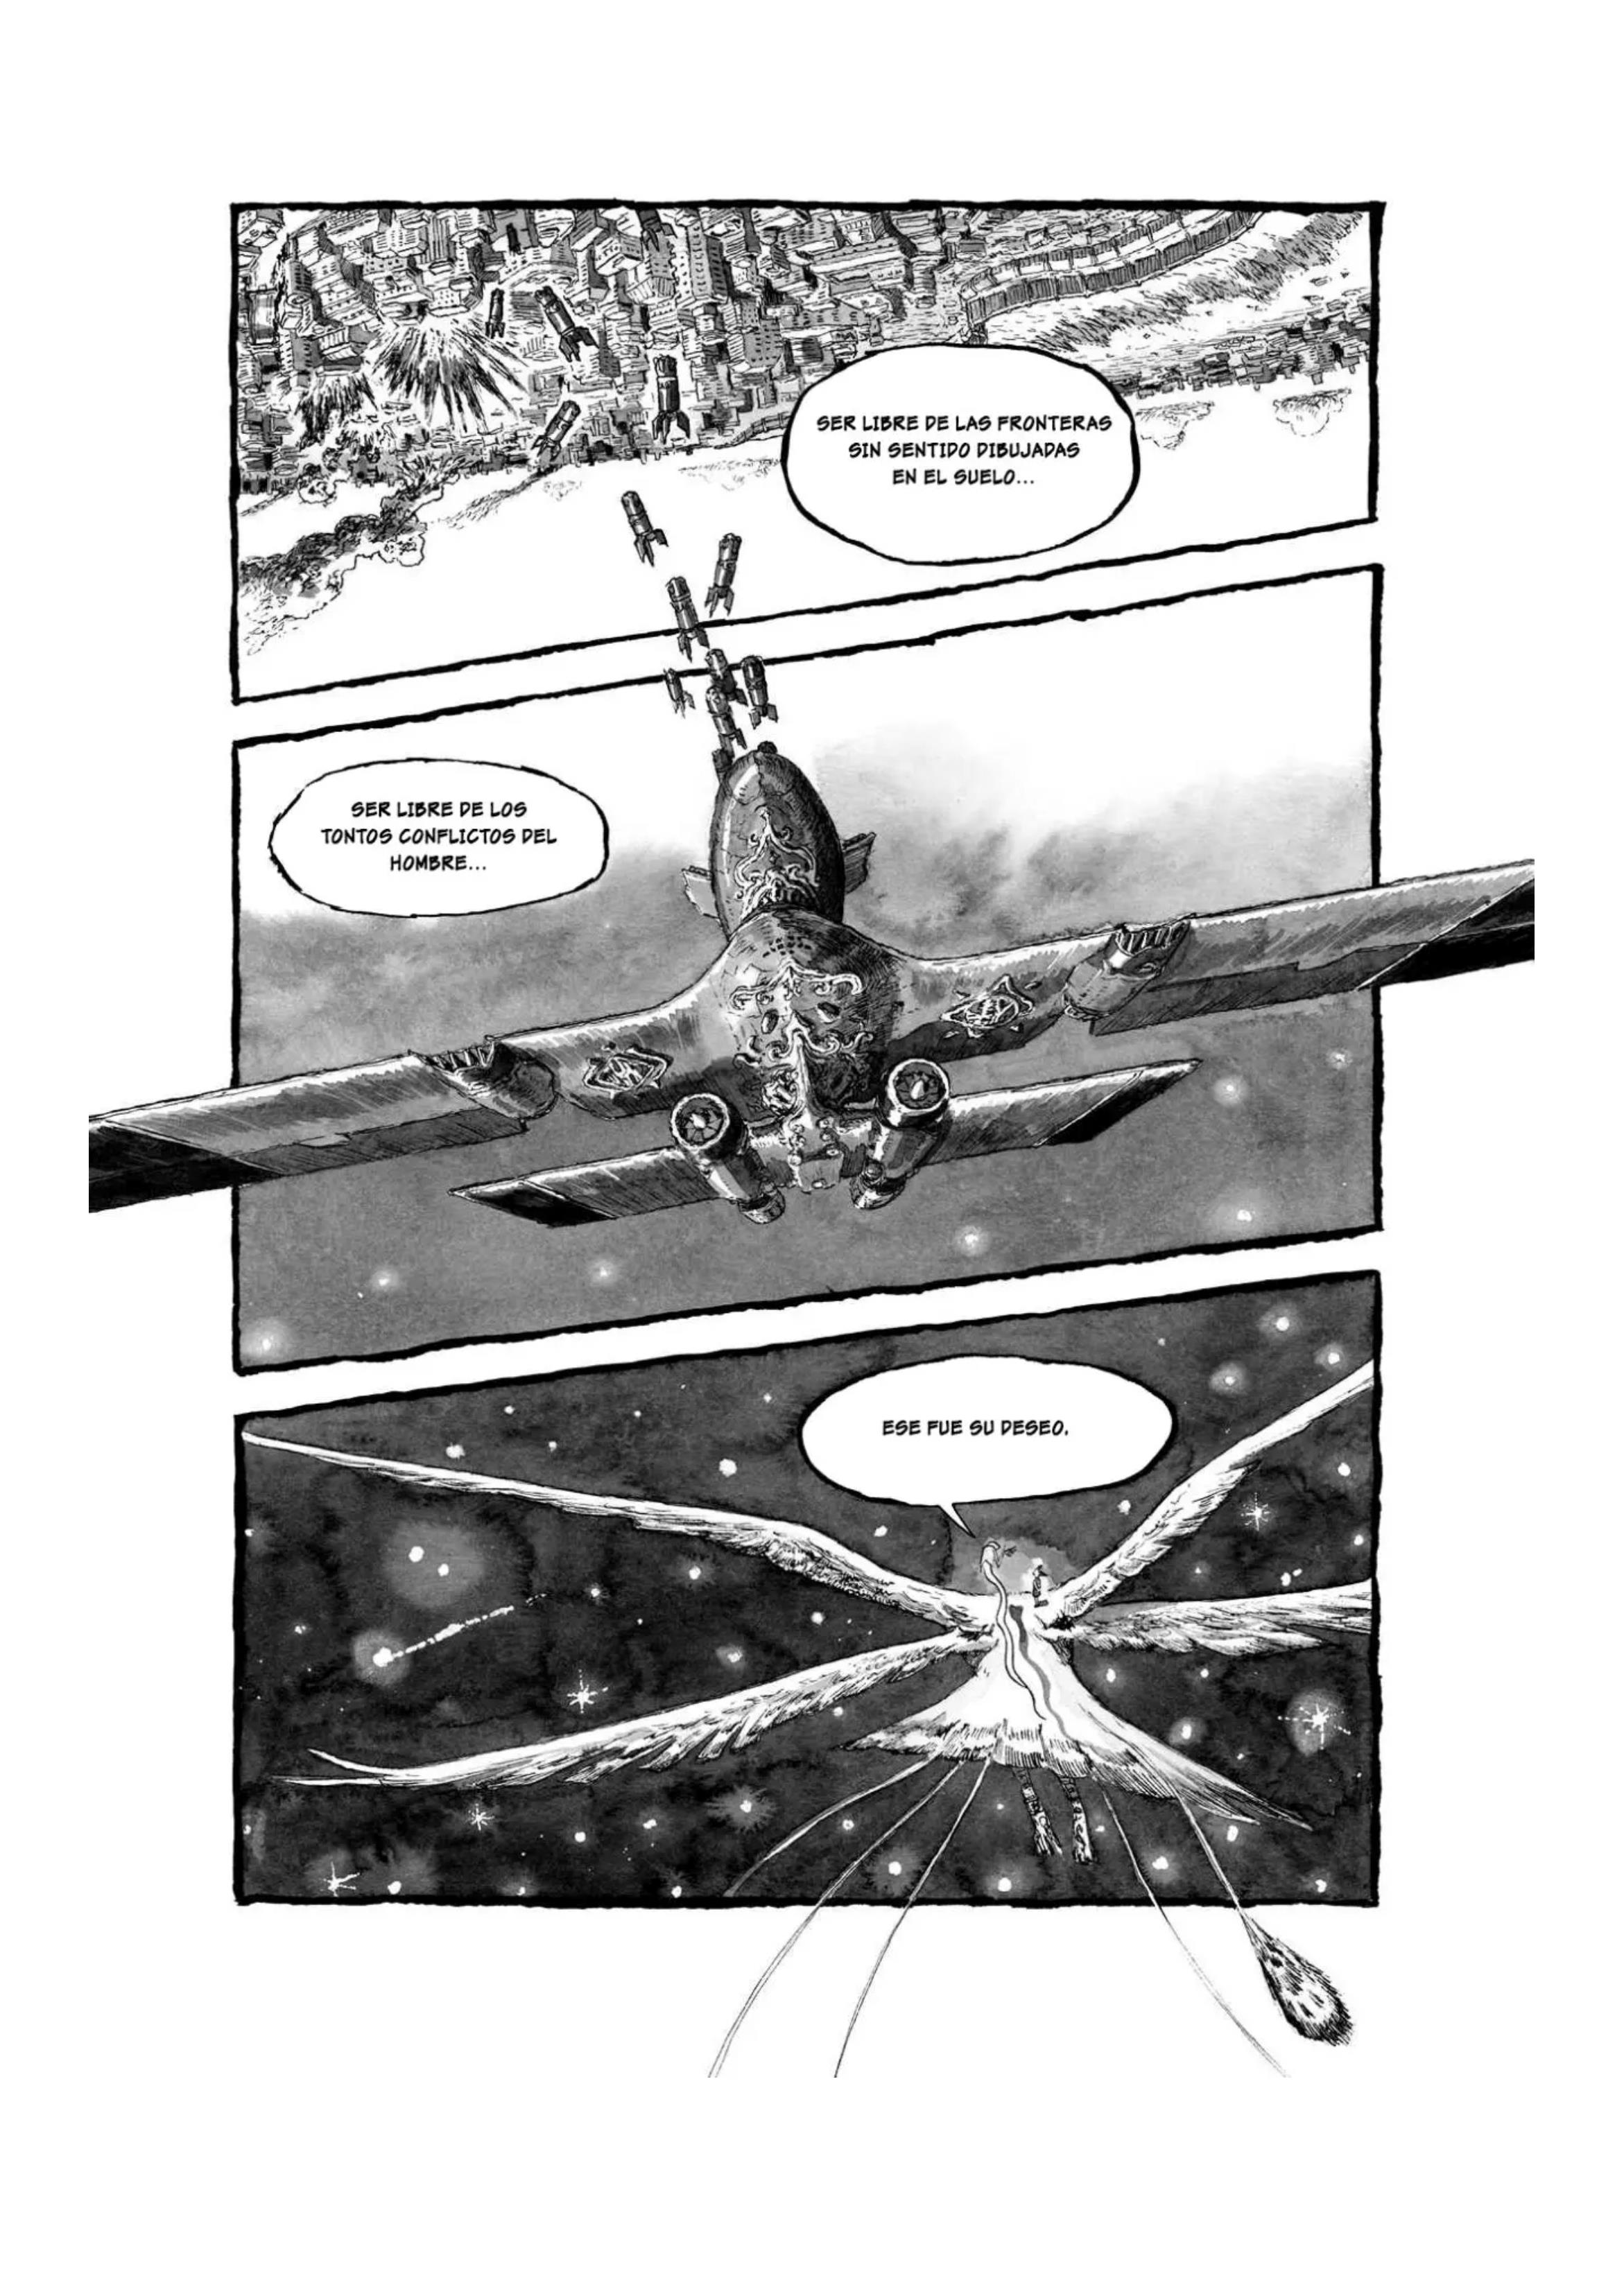 SER LIBRE DE LAS FRONTERAS
SIN SENTIDO DIBUJADAS
EN EL SUELO...
SER LIBRE DE LOS
TONTOS CONFLICTOS DEL
HOMBRE...
ESE FUE SU DESEO.